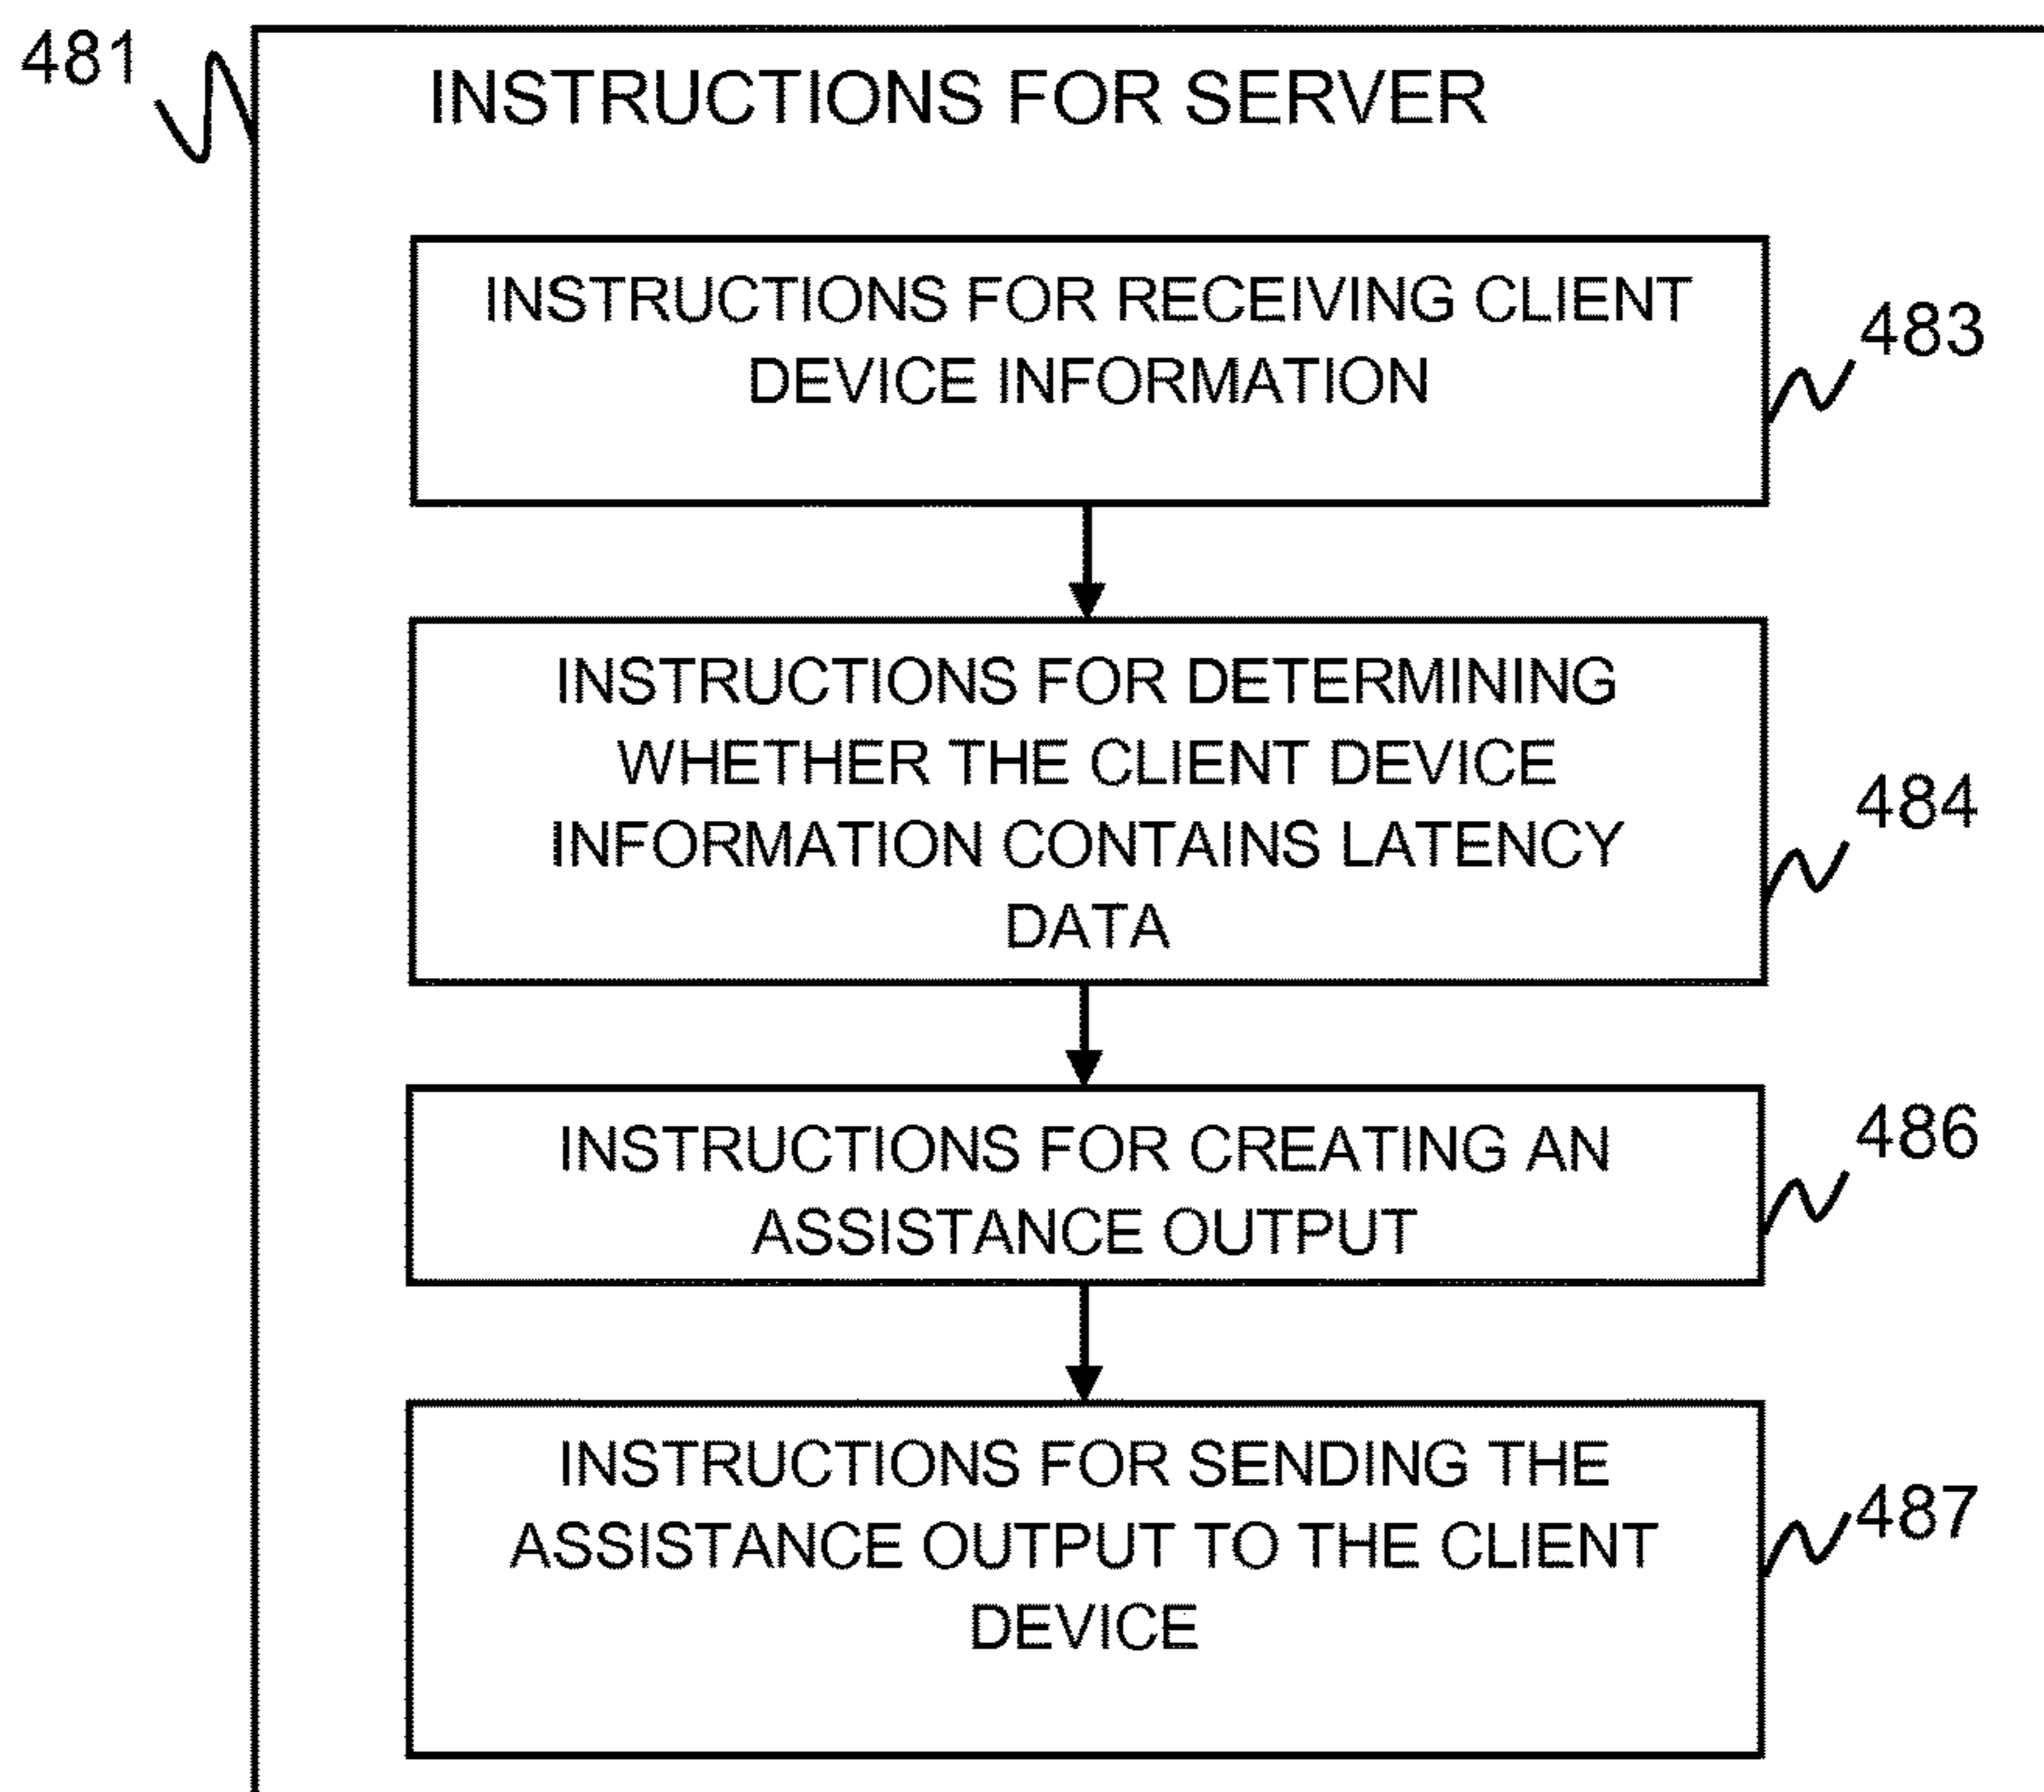 481
INSTRUCTIONS FOR SERVER
INSTRUCTIONS FOR RECEIVING CLIENT
DEVICE INFORMATION
483
INSTRUCTIONS FOR DETERMINING
WHETHER THE CLIENT DEVICE
INFORMATION CONTAINS LATENCY
DATA
484
INSTRUCTIONS FOR CREATING AN
ASSISTANCE OUTPUT
486
INSTRUCTIONS FOR SENDING THE
ASSISTANCE OUTPUT TO THE CLIENT
DEVICE
487